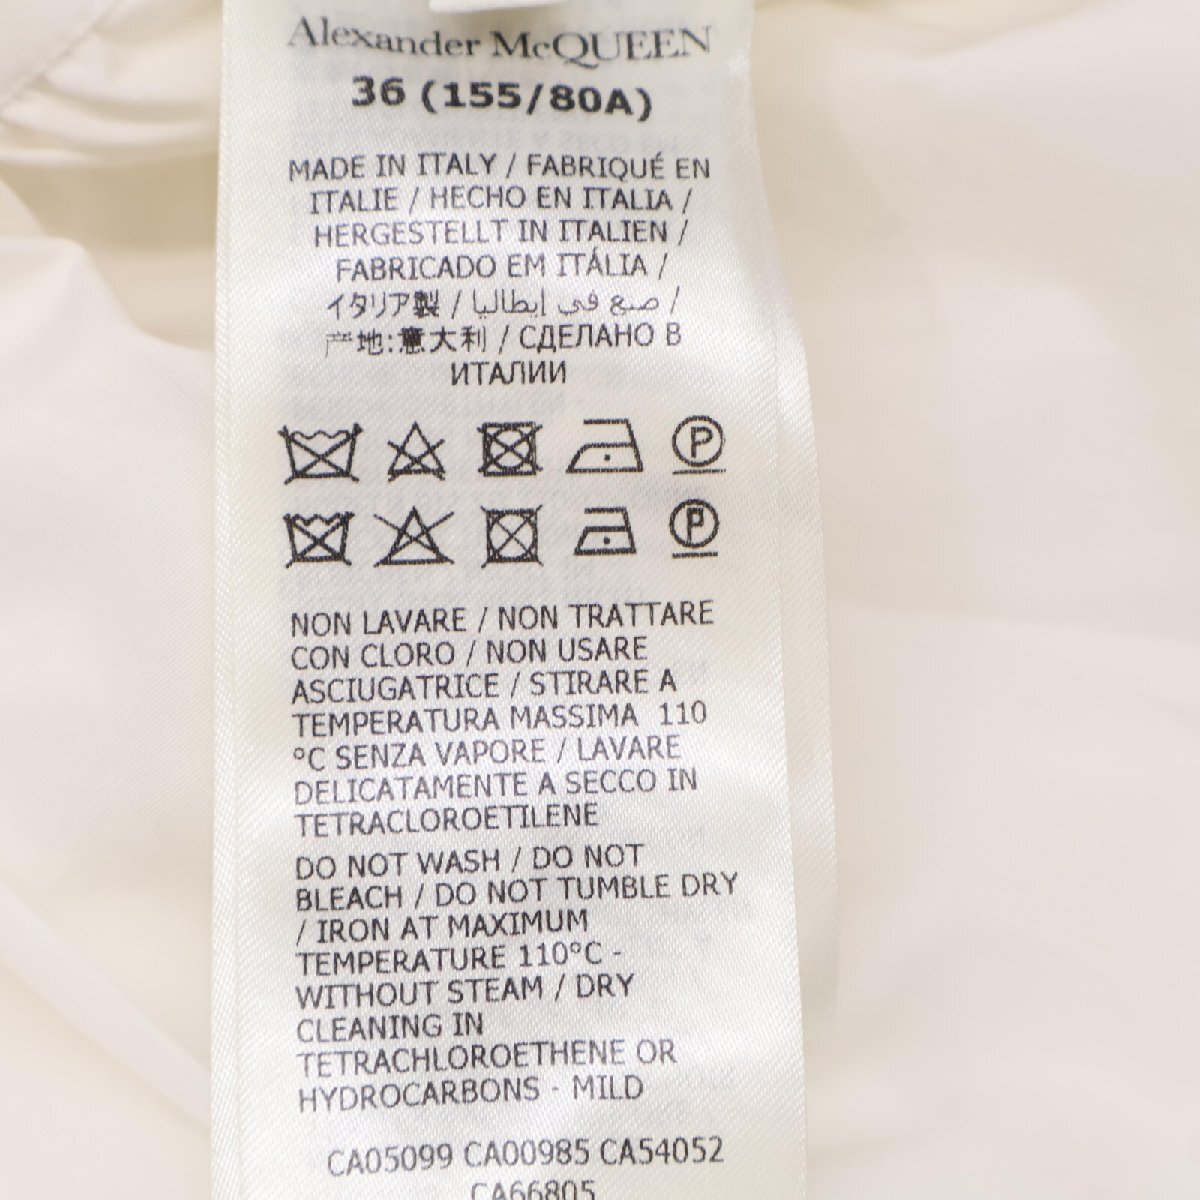 Alexander McQUEEN
36 (155/80A)
MADE IN ITALY / FABRIQUÉ EN
ITALIE / HECHO EN ITALIA /
HERGESTELLT IN ITALIEN /
FABRICADO EM ITÁLIA /
イタリア製 / صنع في إيطاليا /
产地:意大利 / СДЕЛАНО В
ИТАЛИИ
P
P
NON LAVARE / NON TRATTARE
CON CLORO / NON USARE
ASCIUGATRICE / STIRARE A
TEMPERATURA MASSIMA 110
°C SENZA VAPORE / LAVARE
DELICATAMENTE A SECCO IN
TETRACLOROETILENE
DO NOT WASH / DO NOT
BLEACH / DO NOT TUMBLE DRY
/ IRON AT MAXIMUM
TEMPERATURE 110°C -
WITHOUT STEAM / DRY
CLEANING IN
TETRACHLOROETHENE OR
HYDROCARBONS - MILD
CA05099 CA00985 CA54052
CA66805